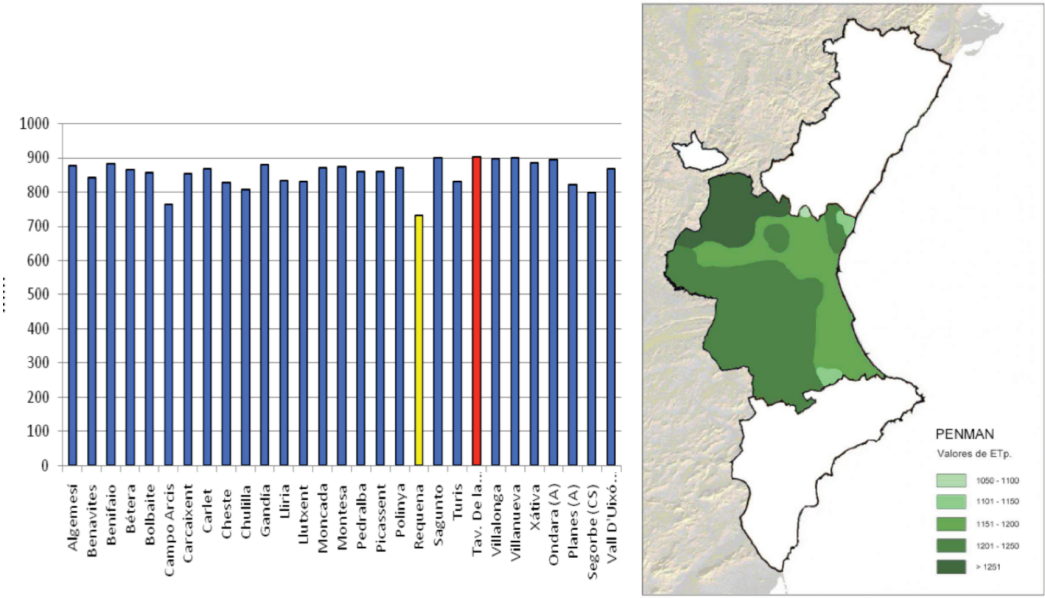 1000
900
800
700
600
500
400
300
200
100
0
Algemesí
Benavites
Benifaio
Bétera
Bolbaite
Campo Arcis
Carcaixent
Carlet
Cheste
Chulilla
Gandía
Lliria
Llutxent
Moncada
Montesa
Pedralba
Picassent
Polinya
Requena
Sagunto
Turis
Tav. De la...
Villalonga
Villanueva
Xátiva
Ondara (A)
Planes (A)
Segorbe (CS)
Vall D'Uixó...
PENMAN
Valores de ETp.
1050 - 1100
1101 - 1150
1151 - 1200
1201 - 1250
> 1251